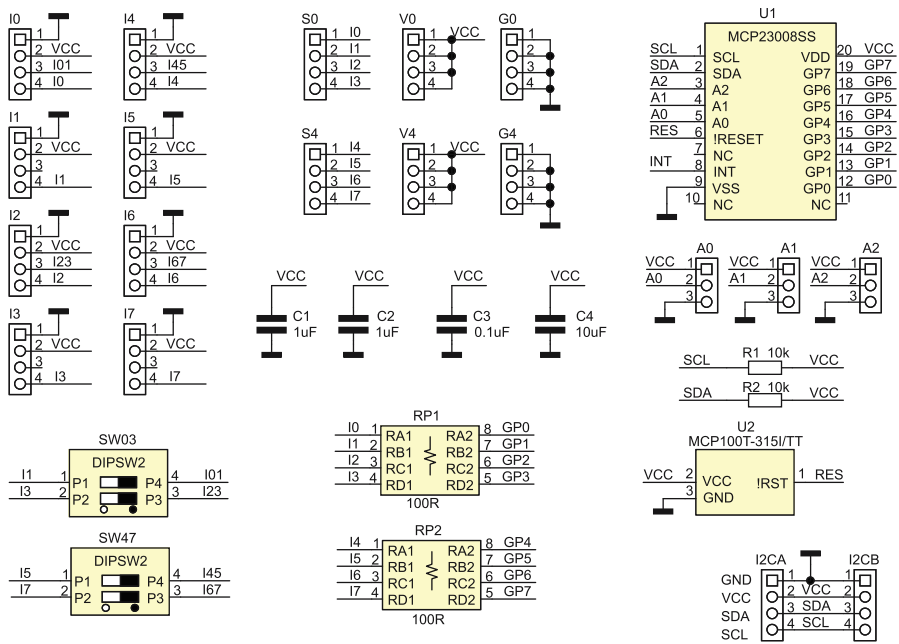 I0
1
2 VCC
3 I01
4 I0
I4
1
2 VCC
3 I45
4 I4
I1
1
2 VCC
3
4 I1
I5
1
2 VCC
3
4 I5
I2
1
2 VCC
3 I23
4 I2
I6
1
2 VCC
3 I67
4 I6
I3
1
2 VCC
3
4 I3
I7
1
2 VCC
3
4 I7
S0
1 I0
2 I1
3 I2
4 I3
V0
1 VCC
2
3
4
G0
1
2
3
4
S4
1 I4
2 I5
3 I6
4 I7
V4
1 VCC
2
3
4
G4
1
2
3
4
U1
MCP23008SS
SCL 1 SCL VDD 20 VCC
SDA 2 SDA GP7 19 GP7
A2 3 A2 GP6 18 GP6
A1 4 A1 GP5 17 GP5
A0 5 A0 GP4 16 GP4
RES 6 !RESET GP3 15 GP3
7 NC GP2 14 GP2
INT 8 INT GP1 13 GP1
9 VSS GP0 12 GP0
10 NC NC 11
VCC
C1
1uF
VCC
C2
1uF
VCC
C3
0.1uF
VCC
C4
10uF
A0
VCC 1
A0 2
3
A1
VCC 1
A1 2
3
A2
VCC 1
A2 2
3
SCL R1 10k VCC
SDA R2 10k VCC
SW03
DIPSW2
I1 1 P1 P4 4 I01
I3 2 P2 P3 3 I23
SW47
DIPSW2
I5 1 P1 P4 4 I45
I7 2 P2 P3 3 I67
RP1
I0 1 RA1 RA2 8 GP0
I1 2 RB1 RB2 7 GP1
I2 3 RC1 RC2 6 GP2
I3 4 RD1 RD2 5 GP3
100R
RP2
I4 1 RA1 RA2 8 GP4
I5 2 RB1 RB2 7 GP5
I6 3 RC1 RC2 6 GP6
I7 4 RD1 RD2 5 GP7
100R
U2
MCP100T-315I/TT
VCC 2 VCC !RST 1 RES
3 GND
I2CA I2CB
GND 1 1
VCC 2 VCC 2
SDA 3 SDA 3
SCL 4 SCL 4